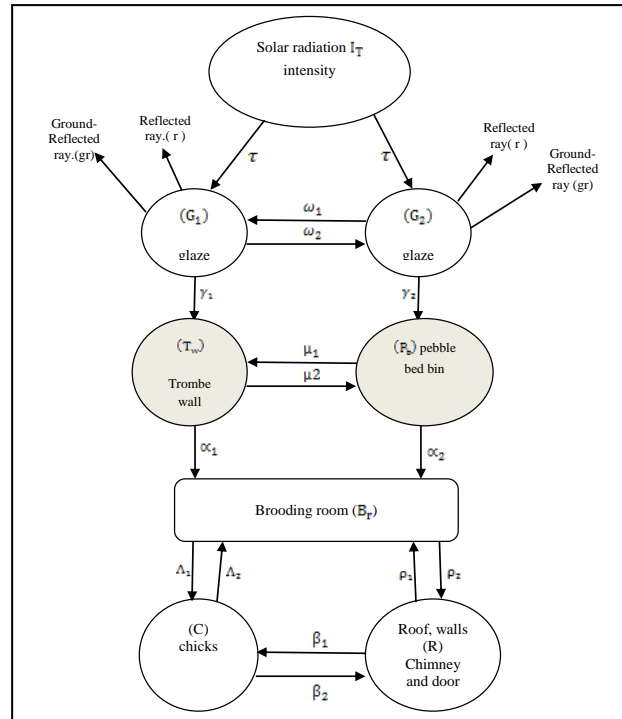 Solar radiation I_T
intensity
Ground-
Reflected
ray.(gr)
Reflected
ray.( r )
τ
τ
Reflected
ray( r )
Ground-
Reflected
ray (gr)
(G₁)
glaze
ω₁
ω₂
(G₂)
glaze
γ₁
γ₂
(T_w)
Trombe
wall
μ₁
μ2
(P_b) pebble
bed bin
∝₁
∝₂
Brooding room (B_r)
Λ₁
Λ₂
ρ₁
ρ₂
(C)
chicks
β₁
β₂
Roof, walls
(R)
Chimney
and door